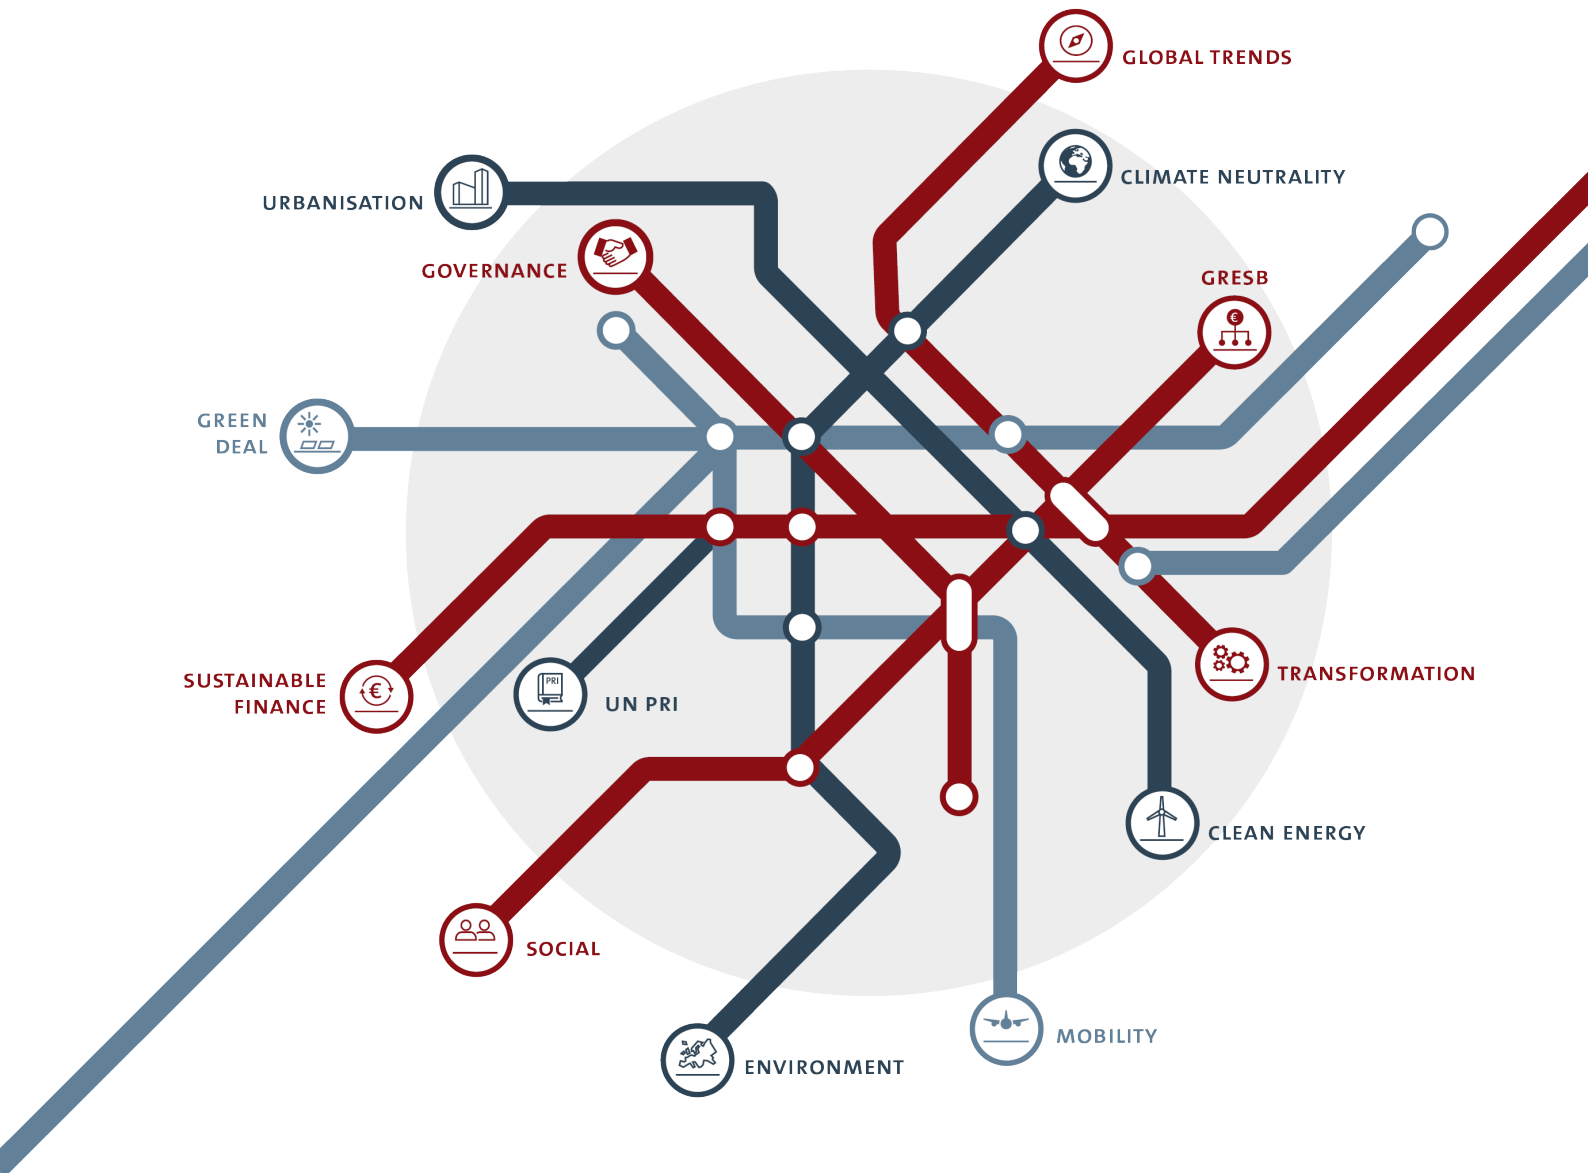 GLOBAL TRENDS
CLIMATE NEUTRALITY
URBANISATION
GOVERNANCE
GRESB
€
GREEN
DEAL
SUSTAINABLE
FINANCE
€
PRI
UN PRI
TRANSFORMATION
CLEAN ENERGY
SOCIAL
MOBILITY
ENVIRONMENT